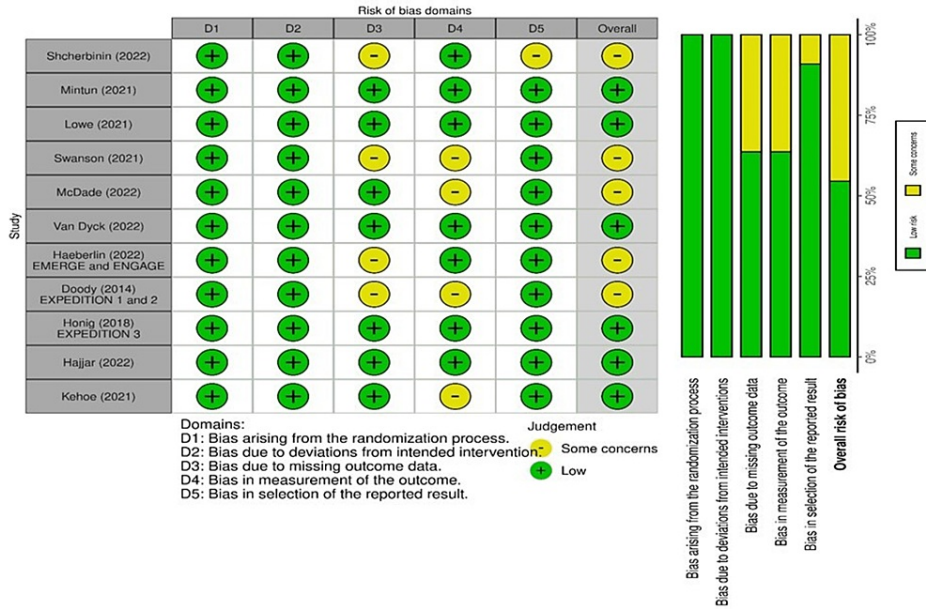 Risk of bias domains
D1 D2 D3 D4 D5 Overall
Study
Shcherbinin (2022) + + - + - -
Mintun (2021) + + + + + +
Lowe (2021) + + + + + +
Swanson (2021) + + - - + -
McDade (2022) + + + - + -
Van Dyck (2022) + + + + + +
Haeberlin (2022)
EMERGE and ENGAGE + + - + + -
Doody (2014)
EXPEDITION 1 and 2 + + - - + -
Honig (2018)
EXPEDITION 3 + + + + + +
Hajjar (2022) + + + + + +
Kehoe (2021) + + + - + +
Domains:
D1: Bias arising from the randomization process.
D2: Bias due to deviations from intended intervention.
D3: Bias due to missing outcome data.
D4: Bias in measurement of the outcome.
D5: Bias in selection of the reported result.
Judgement
- Some concerns
+ Low
100%
75%
50%
25%
0%
Bias arising from the randomization process
Bias due to deviations from intended interventions
Bias due to missing outcome data
Bias in measurement of the outcome
Bias in selection of the reported result
Overall risk of bias
Some concerns
Low risk